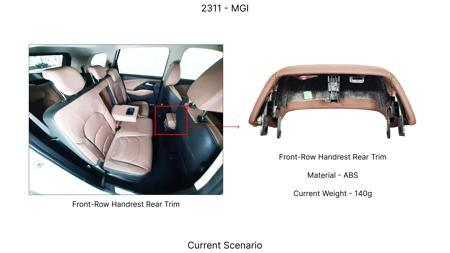 2311 - MGI
Front-Row Handrest Rear Trim
Material - ABS
Current Weight - 140g
Front-Row Handrest Rear Trim
Current Scenario